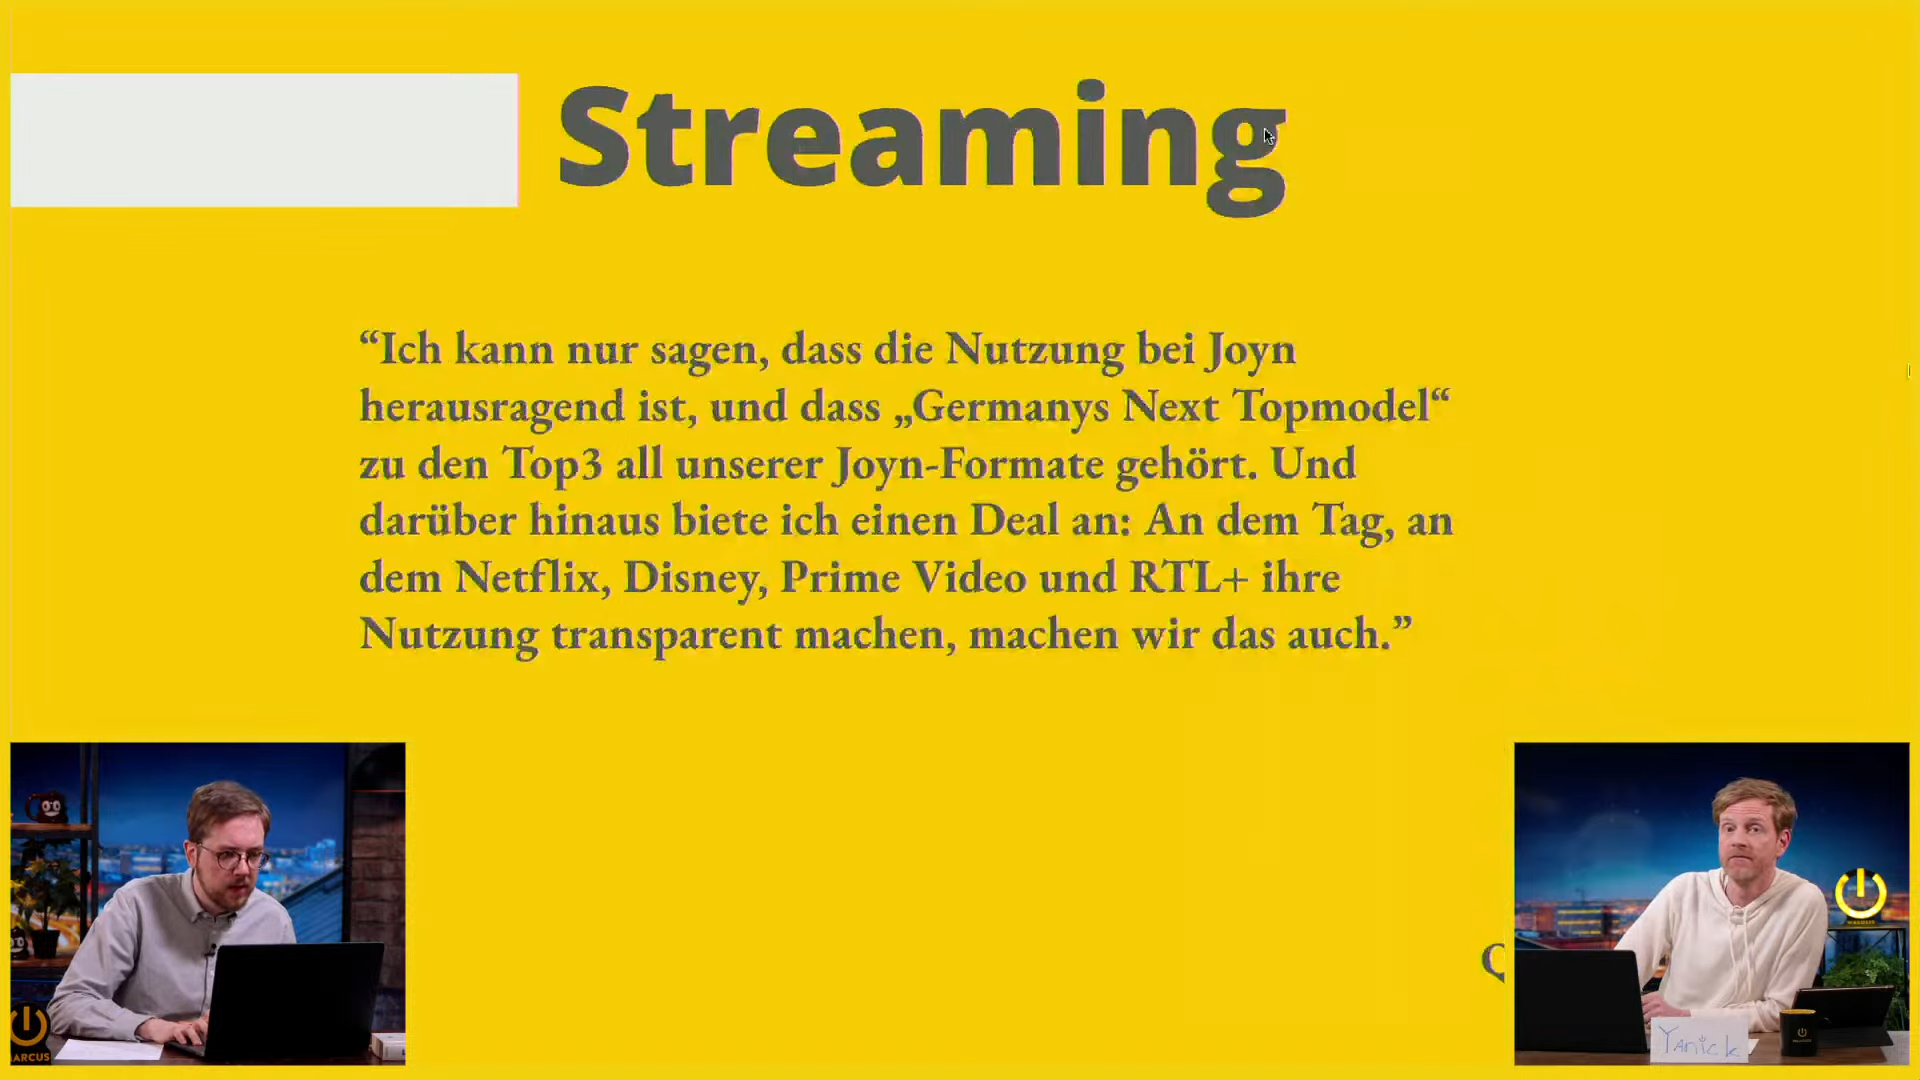 Streaming
“Ich kann nur sagen, dass die Nutzung bei Joyn
herausragend ist, und dass „Germanys Next Topmodel“
zu den Top3 all unserer Joyn-Formate gehört. Und
darüber hinaus biete ich einen Deal an: An dem Tag, an
dem Netflix, Disney, Prime Video und RTL+ ihre
Nutzung transparent machen, machen wir das auch.”
Q
ARCUS
Yanick